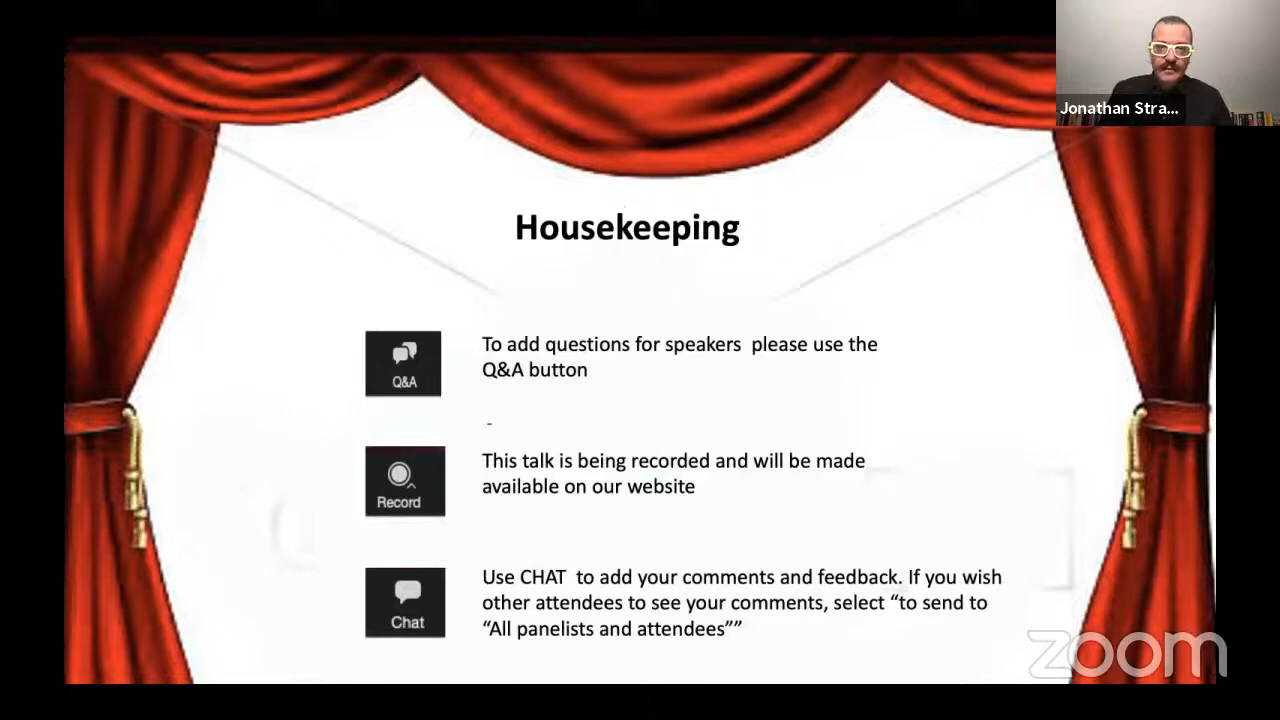 Jonathan Stra...
Housekeeping
Q&A
To add questions for speakers  please use the
Q&A button
-
Record
This talk is being recorded and will be made
available on our website
Chat
Use CHAT  to add your comments and feedback. If you wish
other attendees to see your comments, select “to send to
“All panelists and attendees””
zoom